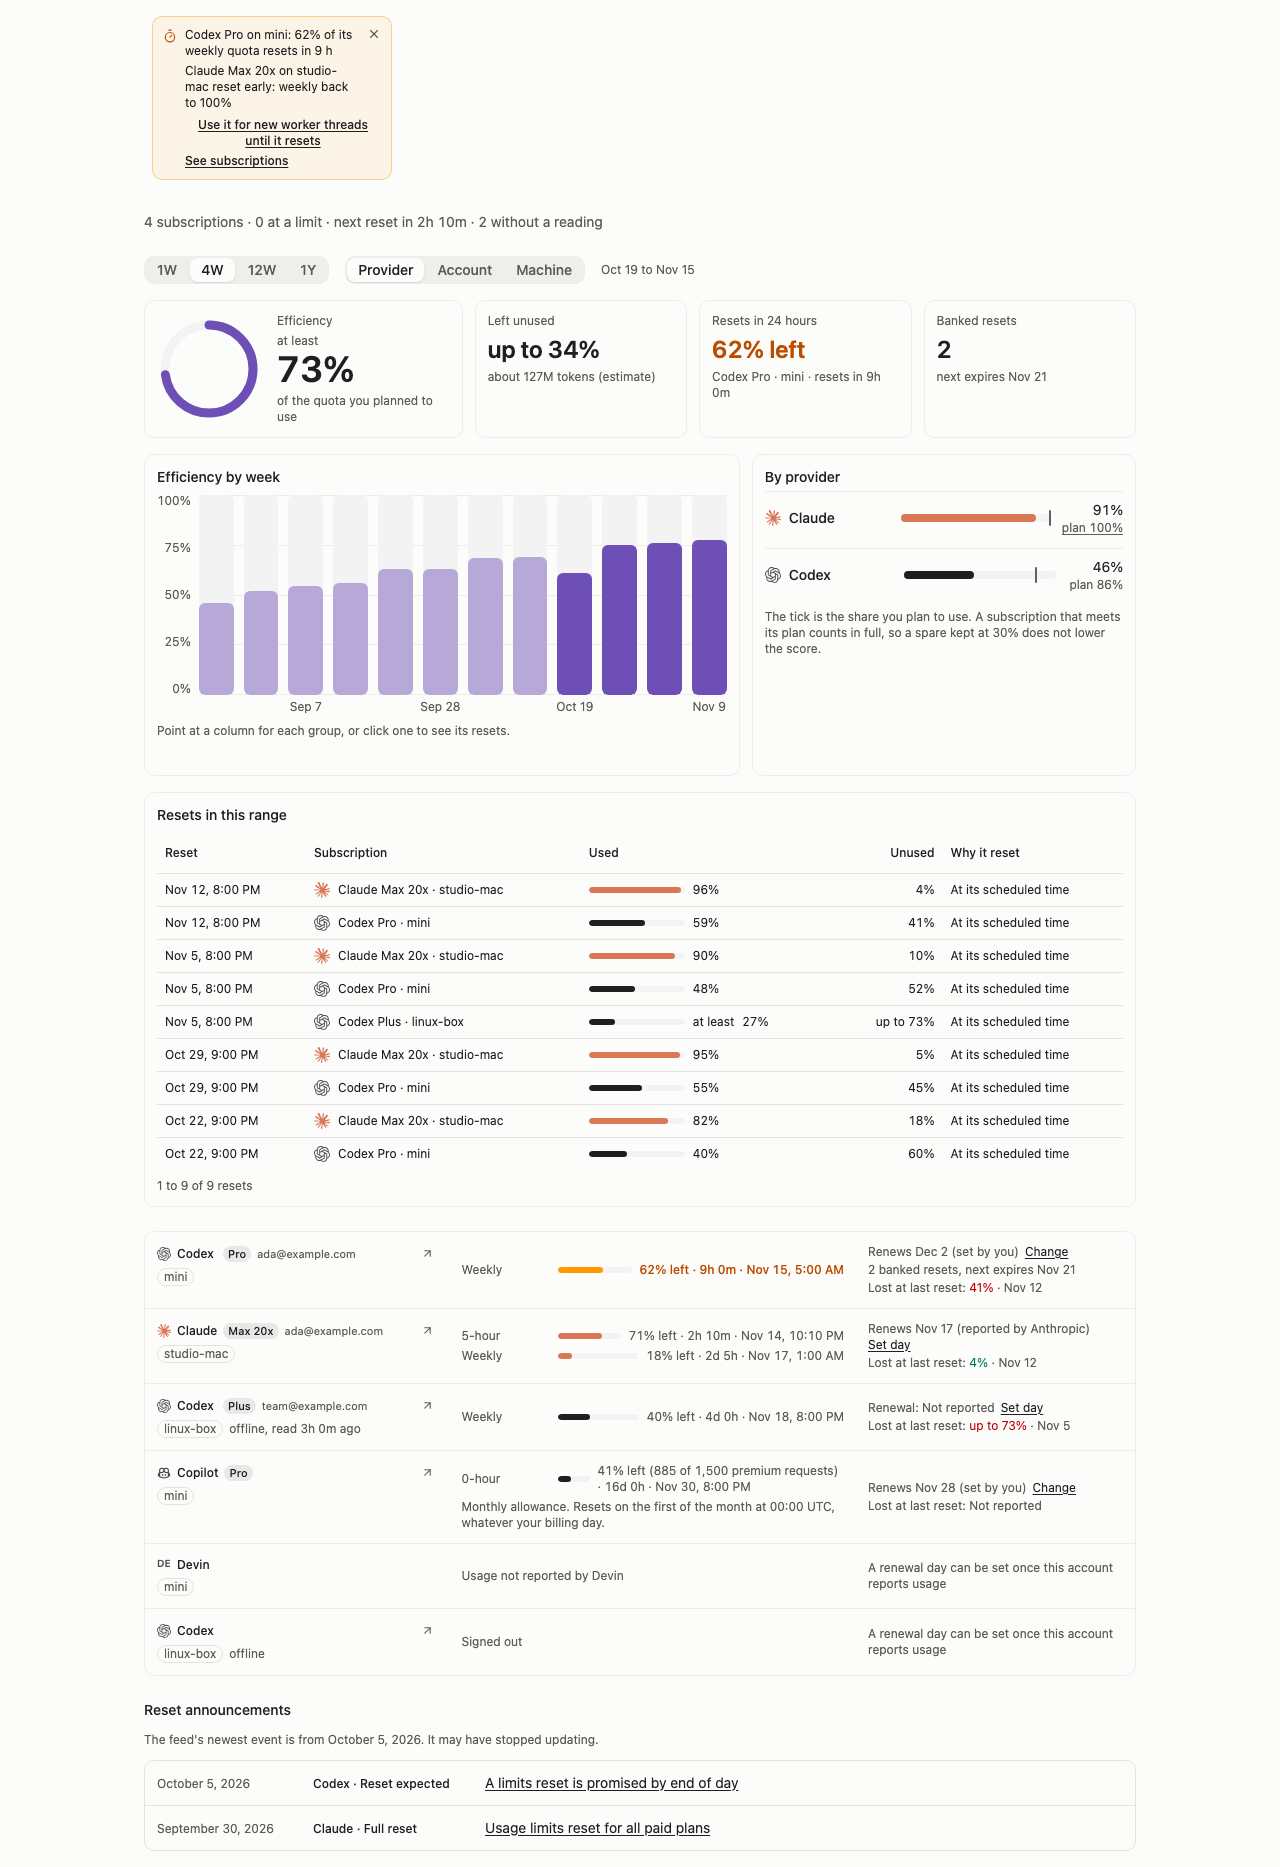 Codex Pro on mini: 62% of its
weekly quota resets in 9 h
Claude Max 20x on studio-
mac reset early: weekly back
to 100%
Use it for new worker threads
until it resets
See subscriptions
4 subscriptions · 0 at a limit · next reset in 2h 10m · 2 without a reading
1W 4W 12W 1Y Provider Account Machine Oct 19 to Nov 15
Efficiency
at least
73%
of the quota you planned to
use
Left unused
up to 34%
about 127M tokens (estimate)
Resets in 24 hours
62% left
Codex Pro · mini · resets in 9h
0m
Banked resets
2
next expires Nov 21
Efficiency by week
100%
75%
50%
25%
0%
Sep 7 Sep 28 Oct 19 Nov 9
Point at a column for each group, or click one to see its resets.
By provider
Claude 91%
plan 100%
Codex 46%
plan 86%
The tick is the share you plan to use. A subscription that meets
its plan counts in full, so a spare kept at 30% does not lower
the score.
Resets in this range
Reset Subscription Used Unused Why it reset
Nov 12, 8:00 PM Claude Max 20x · studio-mac 96% 4% At its scheduled time
Nov 12, 8:00 PM Codex Pro · mini 59% 41% At its scheduled time
Nov 5, 8:00 PM Claude Max 20x · studio-mac 90% 10% At its scheduled time
Nov 5, 8:00 PM Codex Pro · mini 48% 52% At its scheduled time
Nov 5, 8:00 PM Codex Plus · linux-box at least 27% up to 73% At its scheduled time
Oct 29, 9:00 PM Claude Max 20x · studio-mac 95% 5% At its scheduled time
Oct 29, 9:00 PM Codex Pro · mini 55% 45% At its scheduled time
Oct 22, 9:00 PM Claude Max 20x · studio-mac 82% 18% At its scheduled time
Oct 22, 9:00 PM Codex Pro · mini 40% 60% At its scheduled time
1 to 9 of 9 resets
Codex Pro ada@example.com
mini
Weekly 62% left · 9h 0m · Nov 15, 5:00 AM
Renews Dec 2 (set by you) Change
2 banked resets, next expires Nov 21
Lost at last reset: 41% · Nov 12
Claude Max 20x ada@example.com
studio-mac
5-hour 71% left · 2h 10m · Nov 14, 10:10 PM
Weekly 18% left · 2d 5h · Nov 17, 1:00 AM
Renews Nov 17 (reported by Anthropic)
Set day
Lost at last reset: 4% · Nov 12
Codex Plus team@example.com
linux-box offline, read 3h 0m ago
Weekly 40% left · 4d 0h · Nov 18, 8:00 PM
Renewal: Not reported Set day
Lost at last reset: up to 73% · Nov 5
Copilot Pro
mini
0-hour 41% left (885 of 1,500 premium requests)
· 16d 0h · Nov 30, 8:00 PM
Monthly allowance. Resets on the first of the month at 00:00 UTC,
whatever your billing day.
Renews Nov 28 (set by you) Change
Lost at last reset: Not reported
DE Devin
mini
Usage not reported by Devin
A renewal day can be set once this account
reports usage
Codex
linux-box offline
Signed out
A renewal day can be set once this account
reports usage
Reset announcements
The feed's newest event is from October 5, 2026. It may have stopped updating.
October 5, 2026 Codex · Reset expected A limits reset is promised by end of day
September 30, 2026 Claude · Full reset Usage limits reset for all paid plans